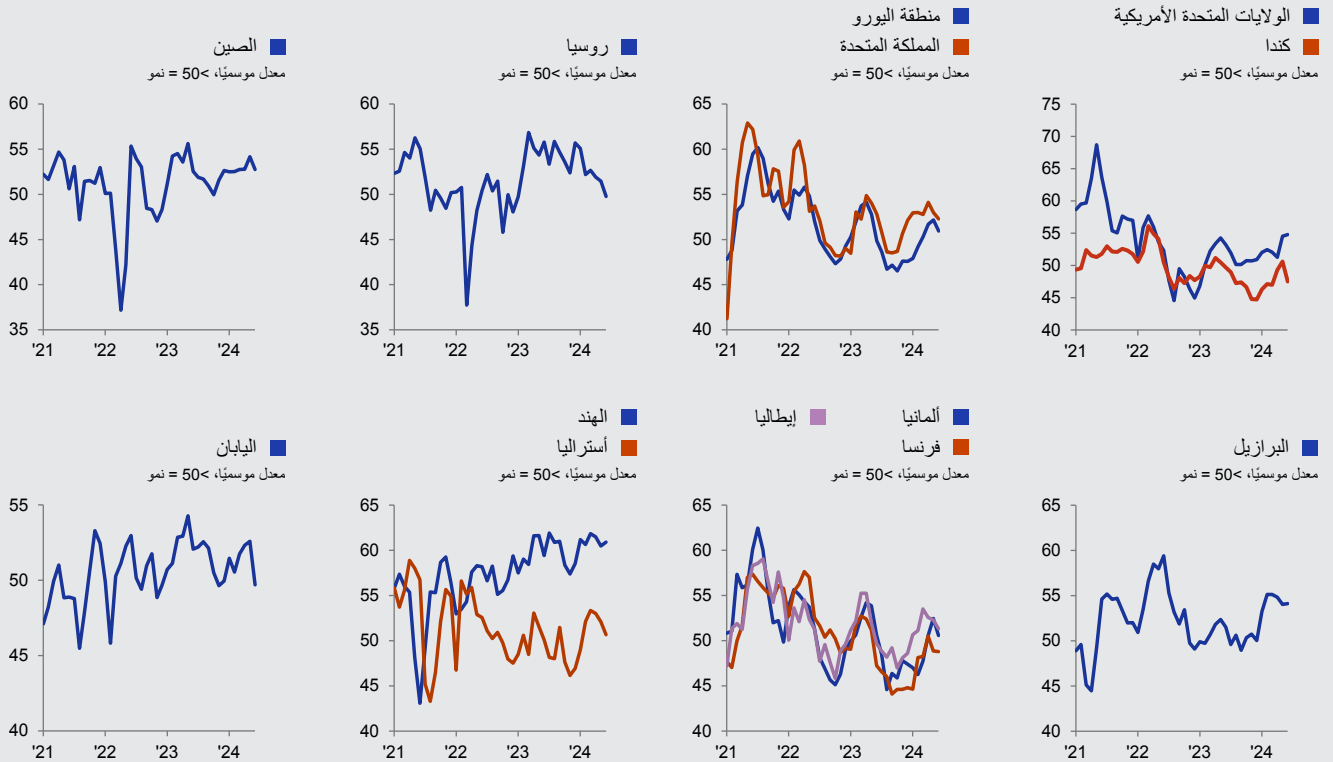 الولايات المتحدة الأمريكية
كندا
معدل موسميًا، >50 = نمو
75
70
65
60
55
50
45
40
'21 '22 '23 '24
منطقة اليورو
المملكة المتحدة
معدل موسميًا، >50 = نمو
65
60
55
50
45
40
'21 '22 '23 '24
روسيا
معدل موسميًا، >50 = نمو
60
55
50
45
40
35
'21 '22 '23 '24
الصين
معدل موسميًا، >50 = نمو
60
55
50
45
40
35
'21 '22 '23 '24
البرازيل
معدل موسميًا، >50 = نمو
65
60
55
50
45
40
'21 '22 '23 '24
ألمانيا إيطاليا
فرنسا
معدل موسميًا، >50 = نمو
65
60
55
50
45
40
'21 '22 '23 '24
الهند
أستراليا
معدل موسميًا، >50 = نمو
65
60
55
50
45
40
'21 '22 '23 '24
اليابان
معدل موسميًا، >50 = نمو
55
50
45
40
'21 '22 '23 '24